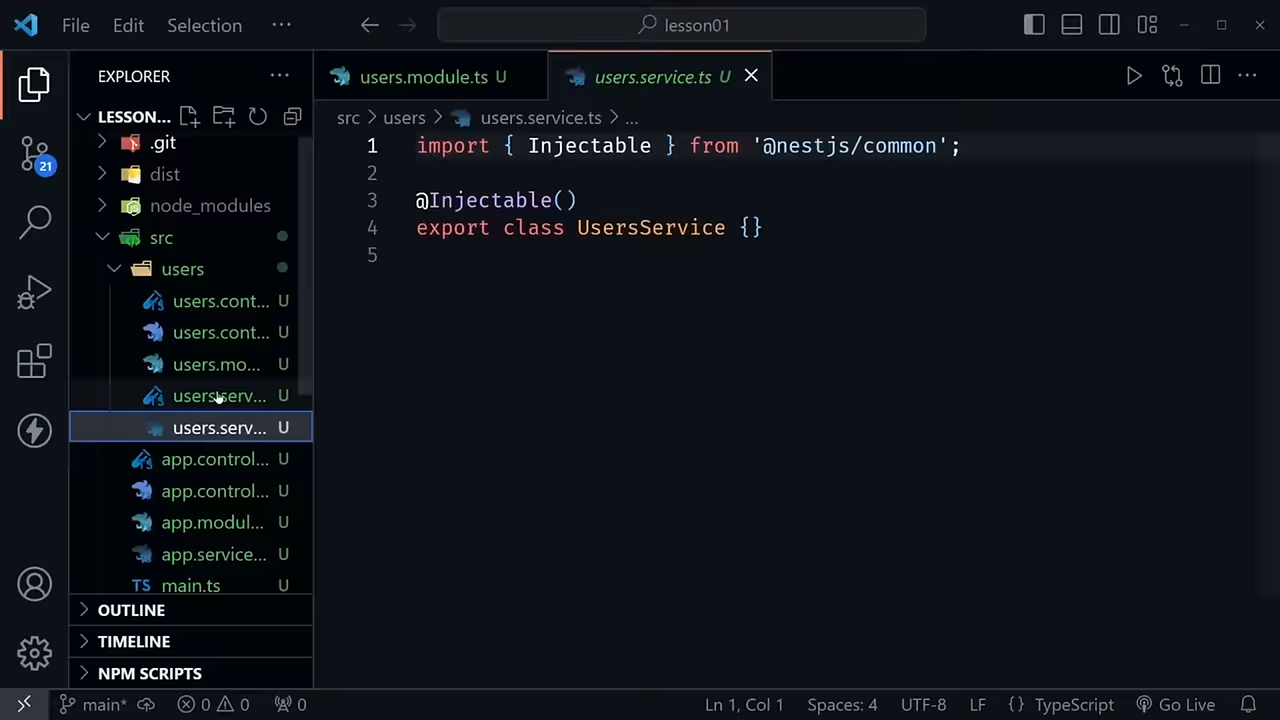 File Edit Selection ··· lesson01
EXPLORER ···
LESSON...
.git
dist
node_modules
src
users
users.cont... U
users.cont... U
users.mo... U
users.serv... U
users.serv... U
app.control... U
app.control... U
app.modul... U
app.service... U
TS main.ts U
OUTLINE
TIMELINE
NPM SCRIPTS
21
users.module.ts U
users.service.ts U
src > users > users.service.ts > ...
1 import { Injectable } from '@nestjs/common';
2
3 @Injectable()
4 export class UsersService {}
5
main* 0 0 0 Ln 1, Col 1 Spaces: 4 UTF-8 LF {} TypeScript Go Live